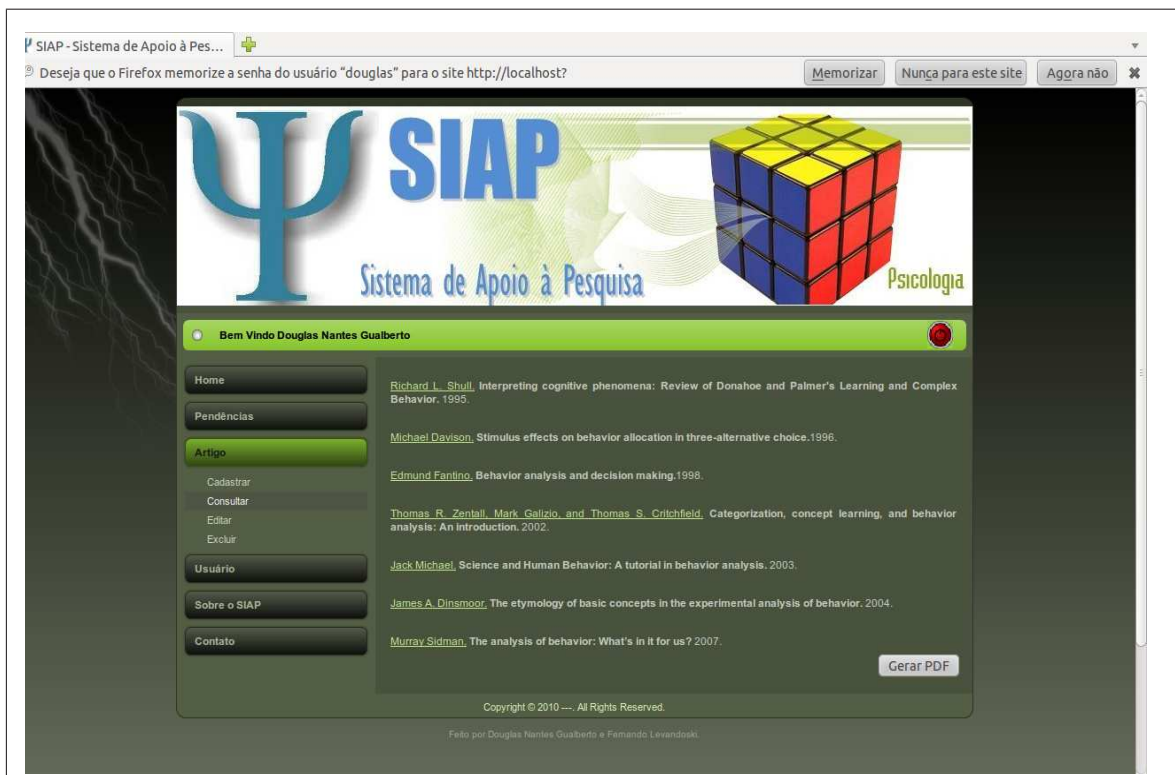 SIAP - Sistema de Apoio à Pes...
Deseja que o Firefox memorize a senha do usuário “douglas” para o site http://localhost?
Memorizar
Nunca para este site
Agora não
Ψ SIAP
Sistema de Apoio à Pesquisa
Psicologia
Bem Vindo Douglas Nantes Gualberto
Home
Pendências
Artigo
Cadastrar
Consultar
Editar
Excluir
Usuário
Sobre o SIAP
Contato
Richard L. Shull. Interpreting cognitive phenomena: Review of Donahoe and Palmer's Learning and Complex
Behavior. 1995.
Michael Davison. Stimulus effects on behavior allocation in three-alternative choice.1996.
Edmund Fantino. Behavior analysis and decision making.1998.
Thomas R. Zentall, Mark Galizio, and Thomas S. Critchfield. Categorization, concept learning, and behavior
analysis: An introduction. 2002.
Jack Michael. Science and Human Behavior: A tutorial in behavior analysis. 2003.
James A. Dinsmoor. The etymology of basic concepts in the experimental analysis of behavior. 2004.
Murray Sidman. The analysis of behavior: What's in it for us? 2007.
Gerar PDF
Copyright © 2010 ---. All Rights Reserved.
Feito por Douglas Nantes Gualberto e Fernando Levandoski.